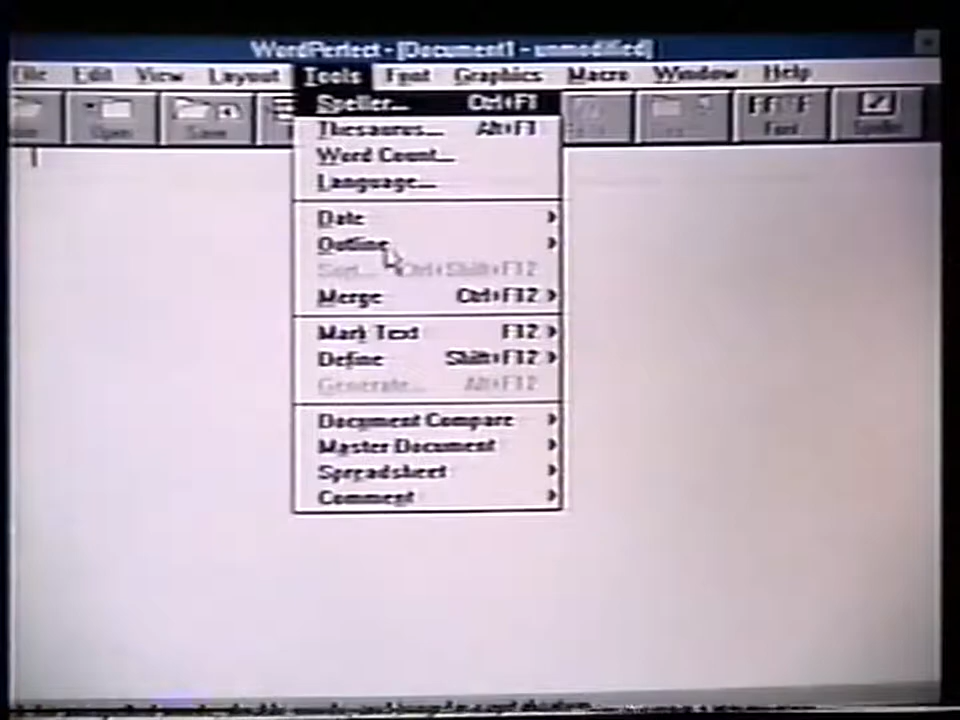 WordPerfect - [Document1 - unmodified]
File Edit View Layout Tools Font Graphics Macro Window Help
Open Save Font Speller
Speller... Ctrl+F1
Thesaurus... Alt+F1
Word Count...
Language...
Date
Outline
Sort... Ctrl+Shift+F12
Merge Ctrl+F12
Mark Text F12
Define Shift+F12
Generate... Alt+F12
Document Compare
Master Document
Spreadsheet
Comment